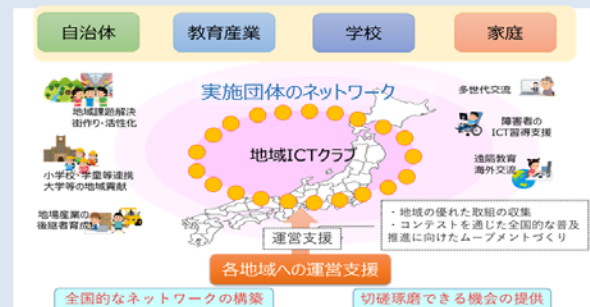 自治体
教育産業
学校
家庭
実施団体のネットワーク
地域ICTクラブ
地域課題解決
街作り・活性化
小学校・学童等連携
大学等の地域貢献
地場産業の
後継者育成
多世代交流
障害者の
ICT習得支援
遠隔教育
海外交流
運営支援
・地域の優れた取組の収集
・コンテストを通じた全国的な普及
推進に向けたムーブメントづくり
各地域への運営支援
全国的なネットワークの構築
切磋琢磨できる機会の提供